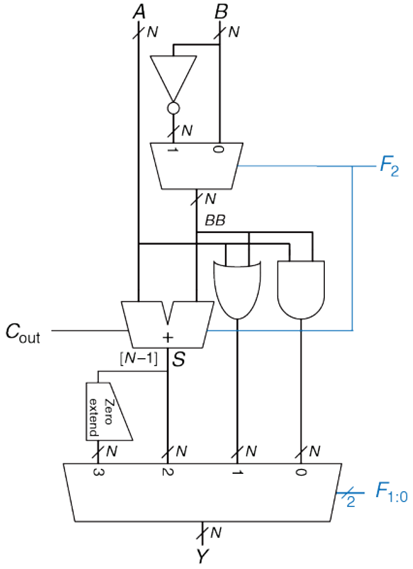 A B
N N
N
1 0
F2
N
BB
+
Cout
[N-1] S
Zero
extend
N N N N
3 2 1 0
2 F1:0
N
Y